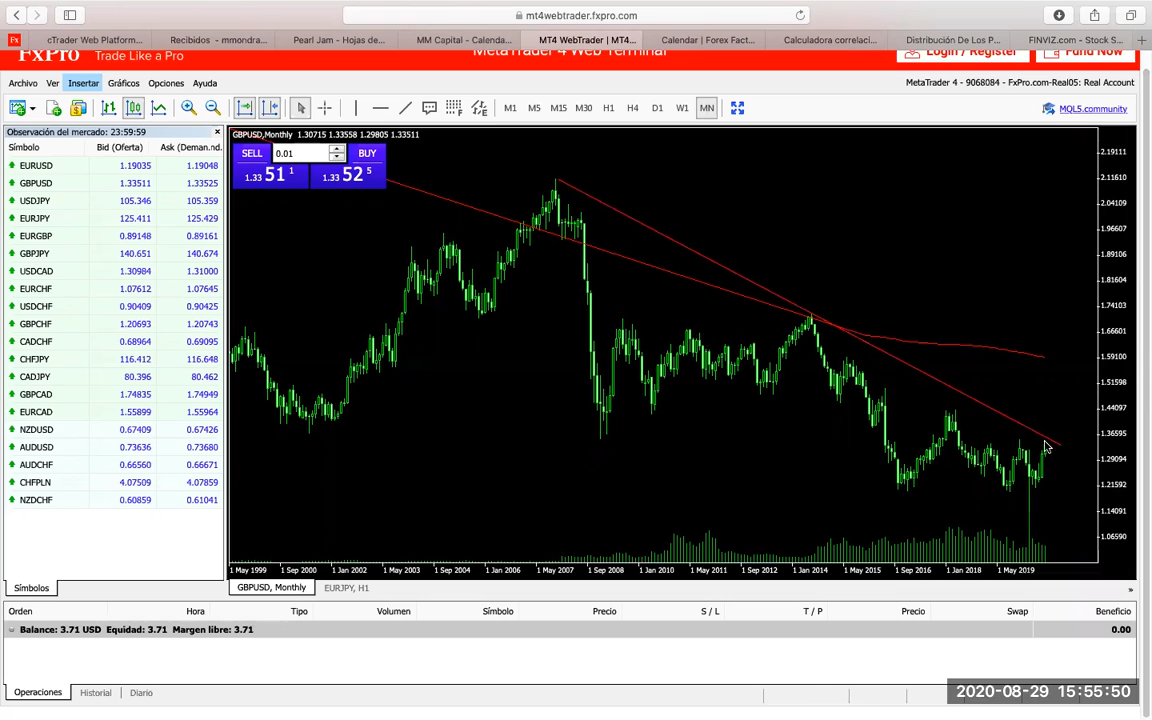 mt4webtrader.fxpro.com
cTrader Web Platform...
Recibidos - mmondra...
Pearl Jam - Hojas de...
MM Capital - Calenda...
MT4 WebTrader | MT4...
Calendar | Forex Fact...
Calculadora correlaci...
Distribución De Los P...
FINVIZ.com - Stock S...
FxPro Trade Like a Pro
MetaTrader 4 Web Terminal
Login / Register
Fund Now
Archivo Ver Insertar Gráficos Opciones Ayuda
MetaTrader 4 - 9068084 - FxPro.com-Real05: Real Account
M1 M5 M15 M30 H1 H4 D1 W1 MN
MQL5.community
Observación del mercado: 23:59:59
Símbolo Bid (Oferta) Ask (Deman.nd.
EURUSD 1.19035 1.19048
GBPUSD 1.33511 1.33525
USDJPY 105.346 105.359
EURJPY 125.411 125.429
EURGBP 0.89148 0.89161
GBPJPY 140.651 140.674
USDCAD 1.30984 1.31000
EURCHF 1.07612 1.07645
USDCHF 0.90409 0.90425
GBPCHF 1.20693 1.20743
CADCHF 0.68964 0.69095
CHFJPY 116.412 116.648
CADJPY 80.396 80.462
GBPCAD 1.74835 1.74949
EURCAD 1.55899 1.55964
NZDUSD 0.67409 0.67426
AUDUSD 0.73636 0.73680
AUDCHF 0.66560 0.66671
CHFPLN 4.07509 4.07859
NZDCHF 0.60859 0.61041
Símbolos
GBPUSD,Monthly 1.30715 1.33558 1.29805 1.33511
SELL 0.01 BUY
1.33 51 1 1.33 52 5
2.19111
2.11610
2.04109
1.96607
1.89106
1.81604
1.74103
1.66601
1.59100
1.51598
1.44097
1.36595
1.29094
1.21592
1.14091
1.06590
1 May 1999 1 Sep 2000 1 Jan 2002 1 May 2003 1 Sep 2004 1 Jan 2006 1 May 2007 1 Sep 2008 1 Jan 2010 1 May 2011 1 Sep 2012 1 Jan 2014 1 May 2015 1 Sep 2016 1 Jan 2018 1 May 2019
GBPUSD, Monthly EURJPY, H1
Orden Hora Tipo Volumen Símbolo Precio S / L T / P Precio Swap Beneficio
Balance: 3.71 USD Equidad: 3.71 Margen libre: 3.71 0.00
Operaciones Historial Diario
2020-08-29 15:55:50